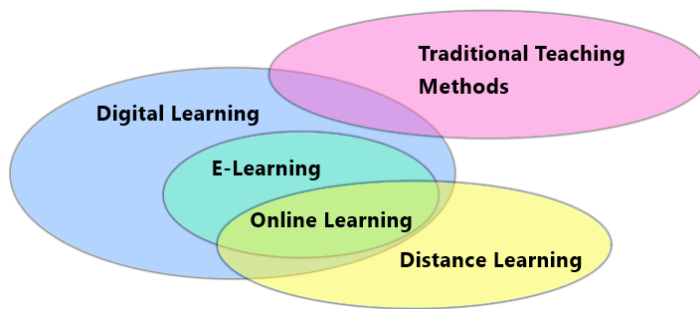 Traditional Teaching
Methods
Digital Learning
E-Learning
Online Learning
Distance Learning